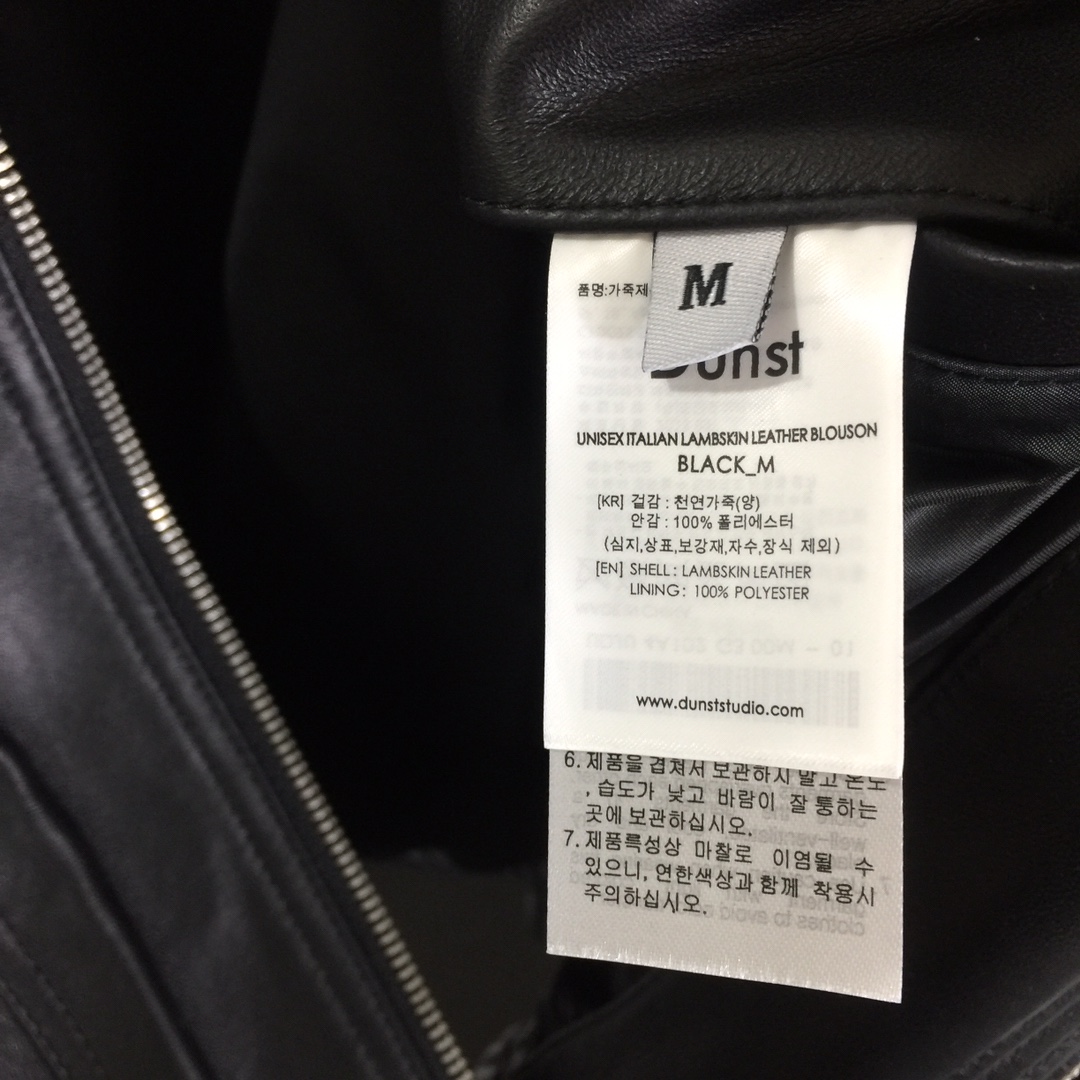 M
품명:가죽제
Dunst
UNISEX ITALIAN LAMBSKIN LEATHER BLOUSON
BLACK_M
[KR] 겉감 : 천연가죽(양)
안감 : 100% 폴리에스터
(심지,상표,보강재,자수,장식 제외)
[EN] SHELL : LAMBSKIN LEATHER
LINING : 100% POLYESTER
www.dunststudio.com
6. 제품을 겹쳐서 보관하지 말고 온도
, 습도가 낮고 바람이 잘 통하는
곳에 보관하십시오.
7. 제품특성상 마찰로 이염될 수
있으니, 연한색상과 함께 착용시
주의하십시오.